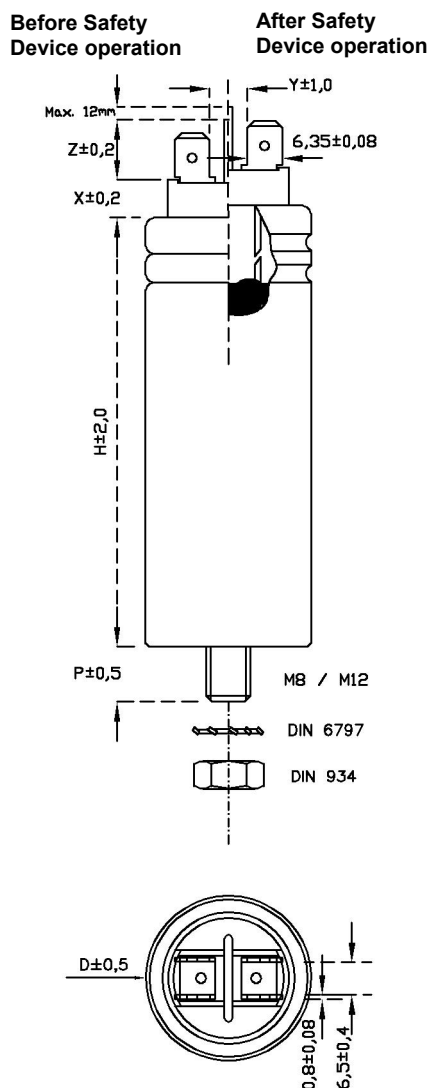 Before Safety
Device operation
After Safety
Device operation
Y±1,0
Max. 12mm
Z±0,2
6,35±0,08
X±0,2
H±2,0
P±0,5
M8 / M12
DIN 6797
DIN 934
D±0,5
0,8±0,08
6,5±0,4